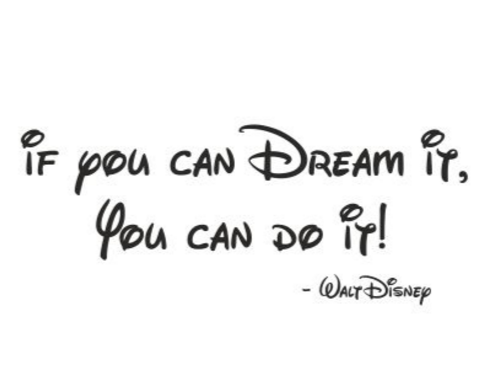 if you can Dream it,
You can do it!
- Walt Disney